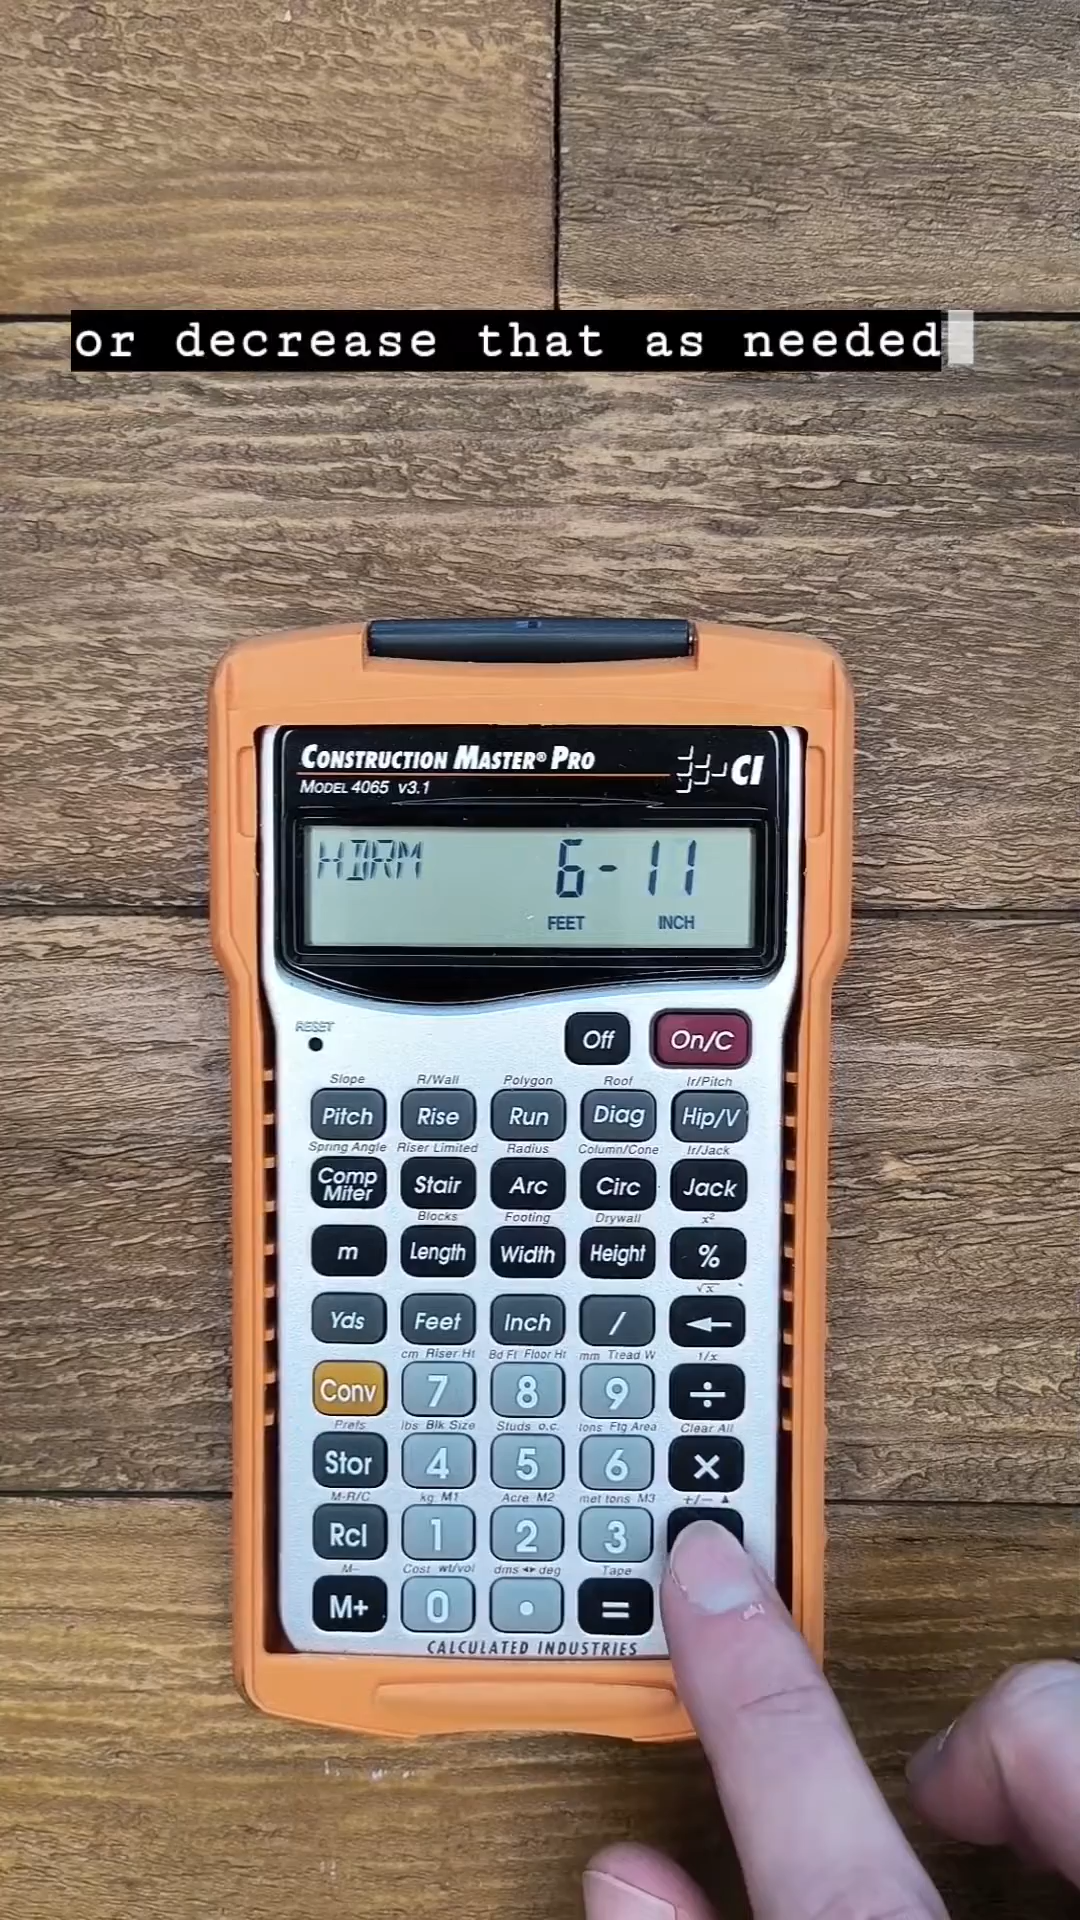 or decrease that as needed
CONSTRUCTION MASTER® PRO
MODEL 4065 v3.1
CI
HDRM 6-11
FEET INCH
RESET
Off On/C
Slope R/Wall Polygon Roof Ir/Pitch
Pitch Rise Run Diag Hip/V
Spring Angle Riser Limited Radius Column/Cone Ir/Jack
Comp Miter Stair Arc Circ Jack
Blocks Footing Drywall x²
m Length Width Height %
√x
Yds Feet Inch / ←
cm Riser Ht Bd Ft Floor Ht mm Tread W 1/x
Conv 7 8 9 ÷
Prefs lbs Blk Size Studs o.c. tons Ftg Area Clear All
Stor 4 5 6 ×
M-R/C kg M1 Acre M2 met tons M3 +/− ▲
Rcl 1 2 3
M– Cost wt/vol dms ◄► deg Tape
M+ 0 • =
CALCULATED INDUSTRIES